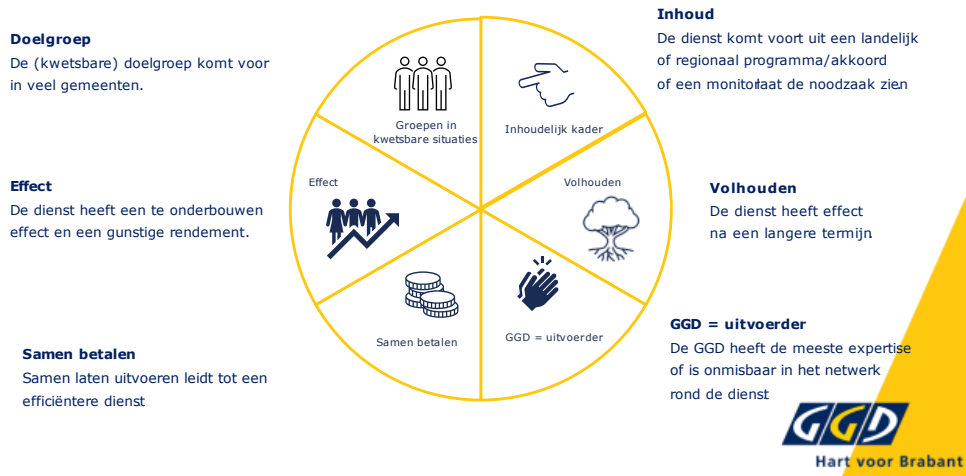 Doelgroep
De (kwetsbare) doelgroep komt voor
in veel gemeenten.
Effect
De dienst heeft een te onderbouwen
effect en een gunstige rendement.
Samen betalen
Samen laten uitvoeren leidt tot een
efficiëntere dienst
Groepen in
kwetsbare situaties
Inhoudelijk kader
Effect
Volhouden
Samen betalen
GGD = uitvoerder
Inhoud
De dienst komt voort uit een landelijk
of regionaal programma/akkoord
of een monitor laat de noodzaak zien.
Volhouden
De dienst heeft effect
na een langere termijn.
GGD = uitvoerder
De GGD heeft de meeste expertise
of is onmisbaar in het netwerk
rond de dienst
GGD
Hart voor Brabant